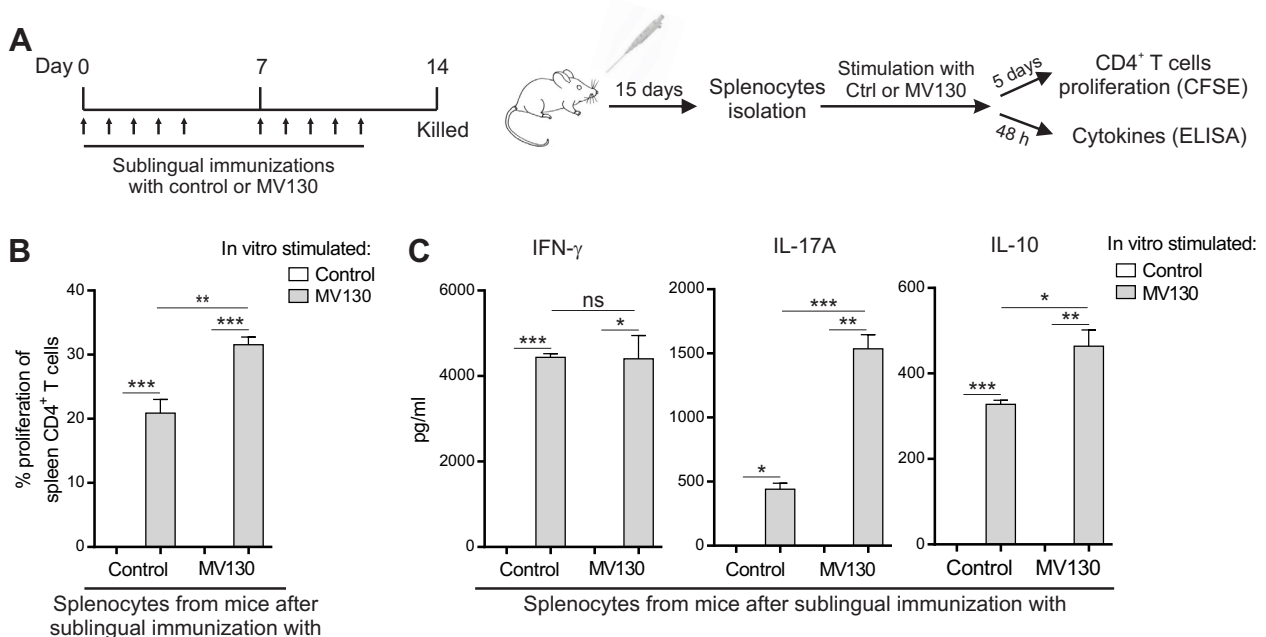 A
Day 0 7 14
Killed
Sublingual immunizations
with control or MV130
15 days
Splenocytes
isolation
Stimulation with
Ctrl or MV130
5 days
48 h
CD4+ T cells
proliferation (CFSE)
Cytokines (ELISA)
B
In vitro stimulated:
Control
MV130
% proliferation of
spleen CD4+ T cells
40
30
20
10
0
***
**
***
Control MV130
Splenocytes from mice after
sublingual immunization with
C
IFN-γ
pg/ml
6000
4000
2000
0
***
ns
*
Control MV130
IL-17A
2000
1500
1000
500
0
*
***
**
Control MV130
IL-10
600
400
200
0
***
*
**
Control MV130
In vitro stimulated:
Control
MV130
Splenocytes from mice after sublingual immunization with